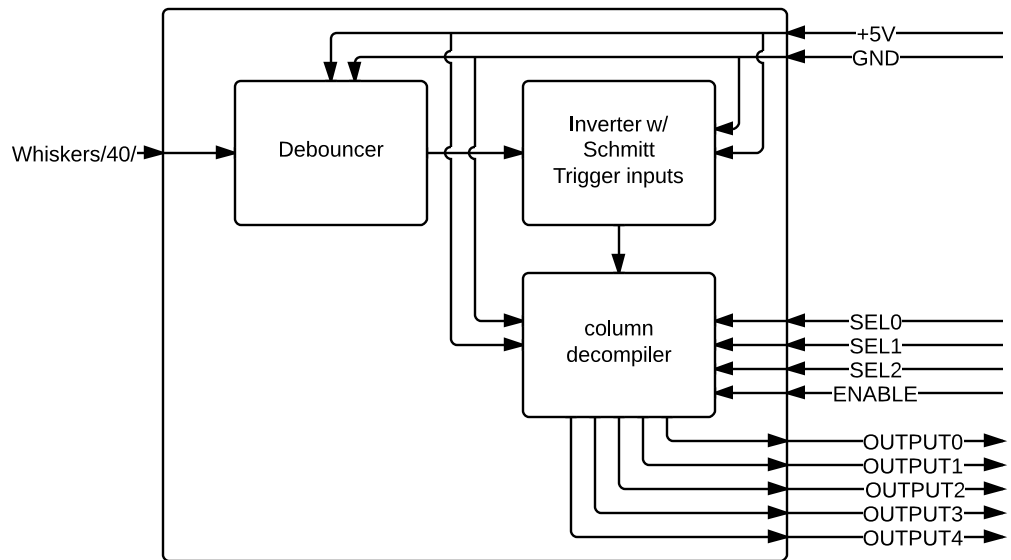 +5V
GND
Whiskers/40/
Debouncer
Inverter w/
Schmitt
Trigger inputs
column
decompiler
SEL0
SEL1
SEL2
ENABLE
OUTPUT0
OUTPUT1
OUTPUT2
OUTPUT3
OUTPUT4